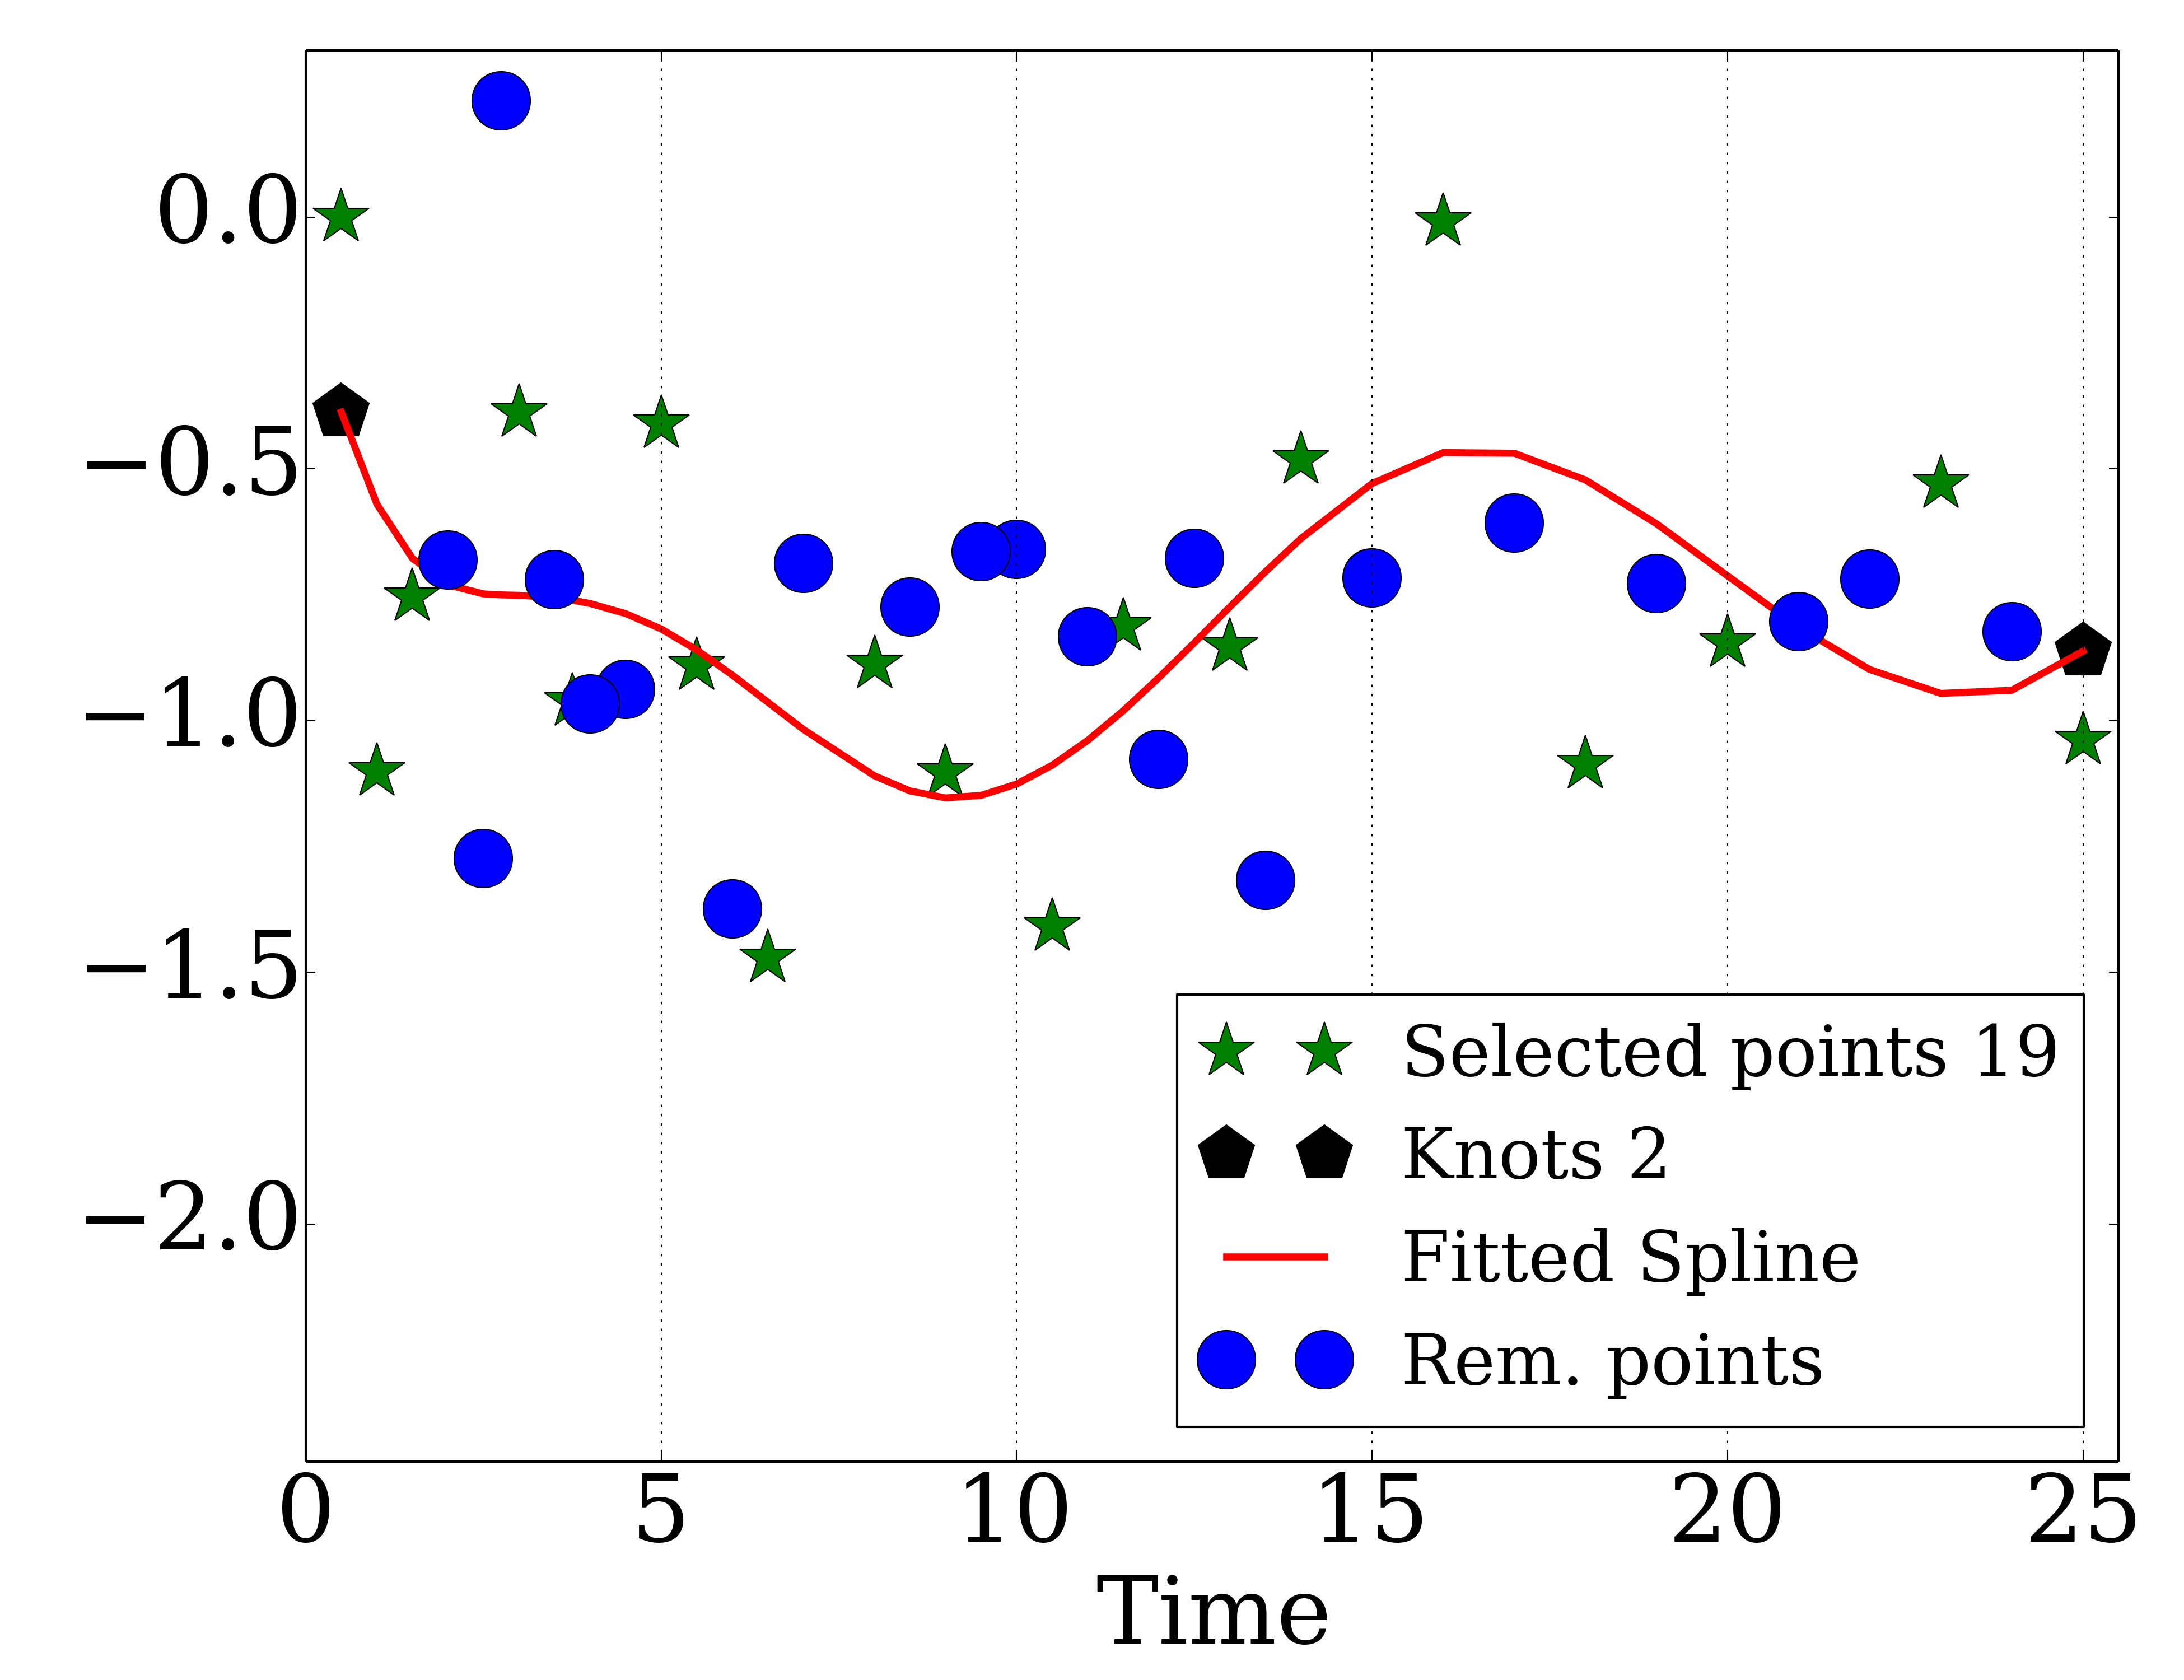 0.0
−0.5
−1.0
−1.5
−2.0
Selected points 19
Knots 2
Fitted Spline
Rem. points
0 5 10 15 20 25
Time